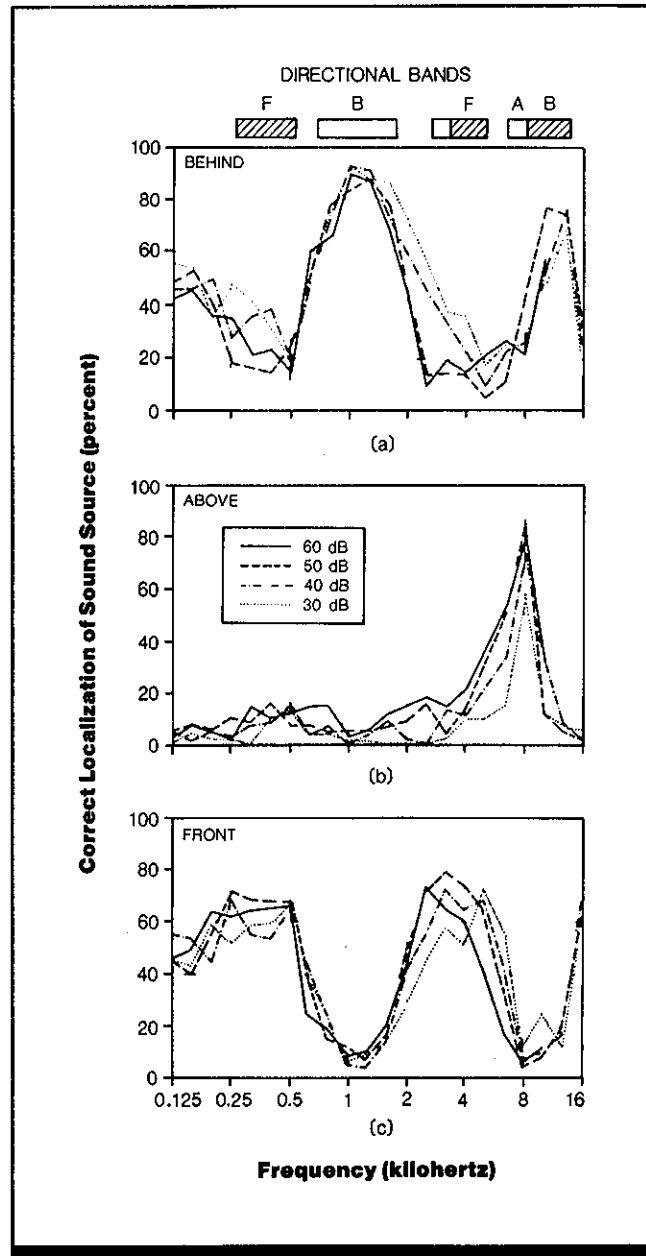 DIRECTIONAL BANDS
F B F A B
100
BEHIND
80
60
40
20
0
(a)
100
ABOVE
80
60 dB
50 dB
60
40 dB
30 dB
40
20
0
(b)
100
FRONT
80
60
40
20
0
0.125 0.25 0.5 1 2 4 8 16
(c)
Correct Localization of Sound Source (percent)
Frequency (kilohertz)